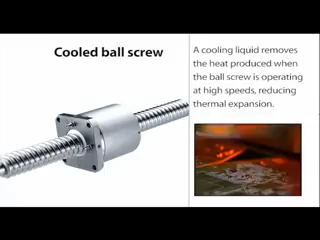 Cooled ball screw
A cooling liquid removes
the heat produced when
the ball screw is operating
at high speeds, reducing
thermal expansion.